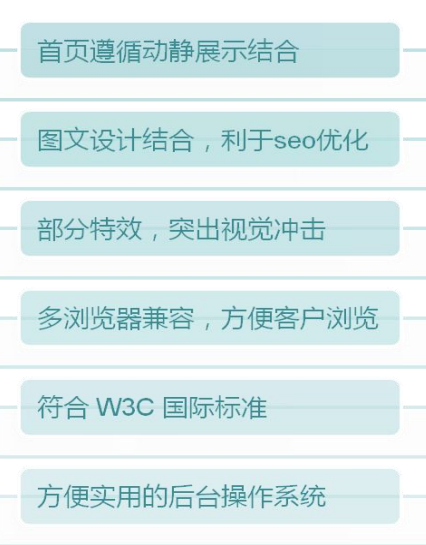 首页遵循动静展示结合
图文设计结合，利于seo优化
部分特效，突出视觉冲击
多浏览器兼容，方便客户浏览
符合 W3C 国际标准
方便实用的后台操作系统